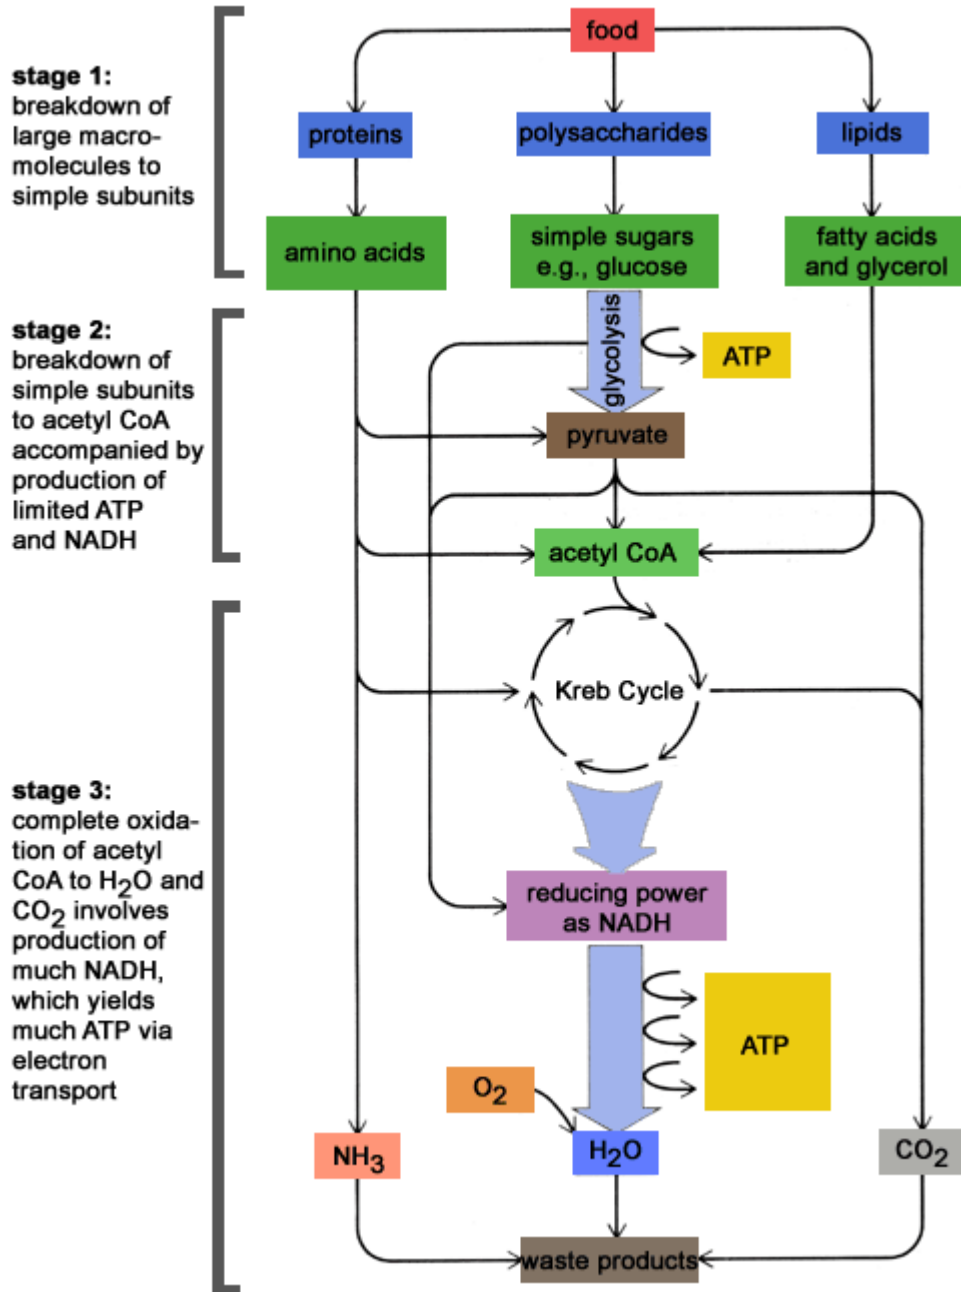 food
stage 1:
breakdown of
large macro-
molecules to
simple subunits
proteins
polysaccharides
lipids
amino acids
simple sugars
e.g., glucose
fatty acids
and glycerol
stage 2:
breakdown of
simple subunits
to acetyl CoA
accompanied by
production of
limited ATP
and NADH
glycolysis
ATP
pyruvate
acetyl CoA
Kreb Cycle
stage 3:
complete oxida-
tion of acetyl
CoA to H₂O and
CO₂ involves
production of
much NADH,
which yields
much ATP via
electron
transport
reducing power
as NADH
ATP
O₂
NH₃
H₂O
CO₂
waste products